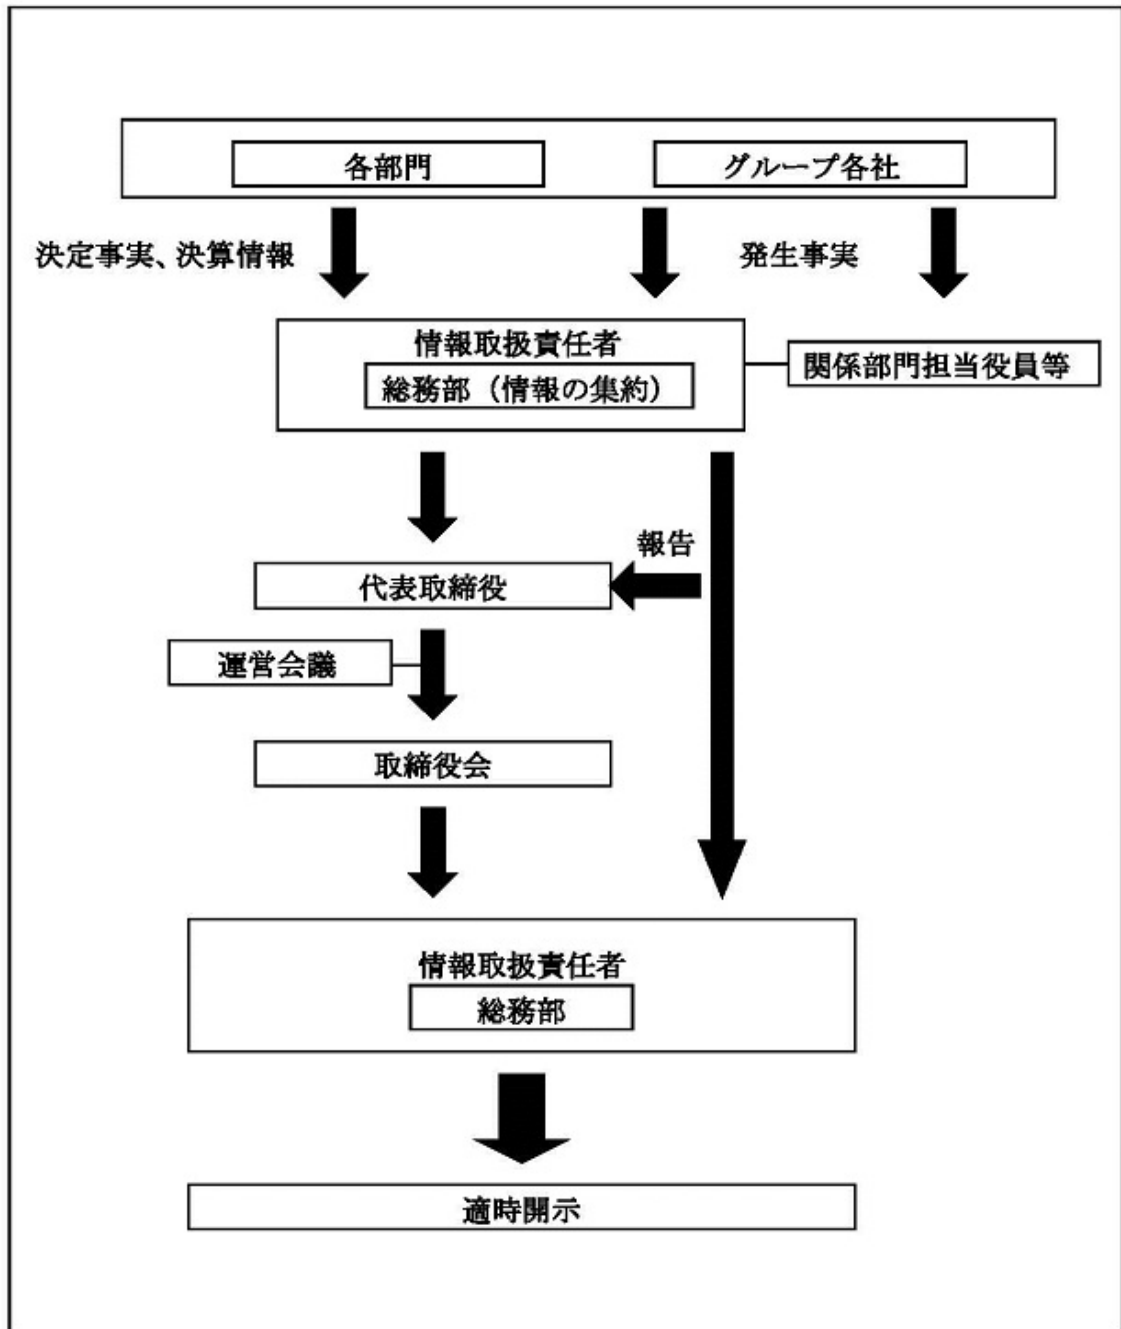 各部門
グループ各社
決定事実、決算情報
発生事実
情報取扱責任者
総務部（情報の集約）
関係部門担当役員等
報告
代表取締役
運営会議
取締役会
情報取扱責任者
総務部
適時開示